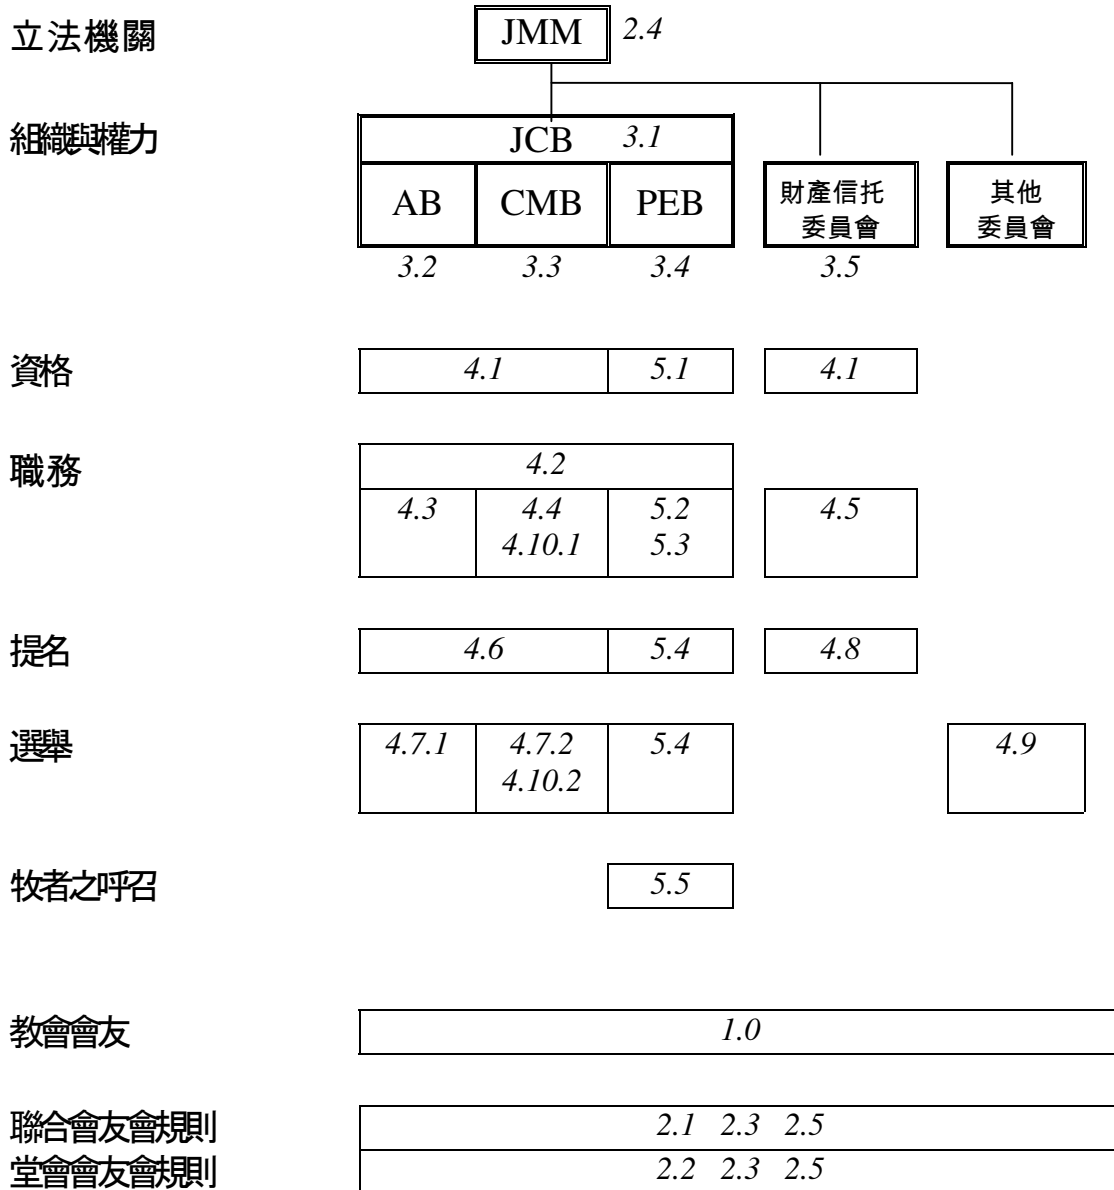 立法機關 JMM 2.4
組織與權力 JCB 3.1
AB CMB PEB 財產信托 其他
委員會 委員會
3.2 3.3 3.4 3.5
資格 4.1 5.1 4.1
職務 4.2
4.3 4.4 5.2 4.5
4.10.1 5.3
提名 4.6 5.4 4.8
選舉 4.7.1 4.7.2 5.4 4.9
4.10.2
牧者之呼召 5.5
教會會友 1.0
聯合會友會規則 2.1 2.3 2.5
堂會會友會規則 2.2 2.3 2.5